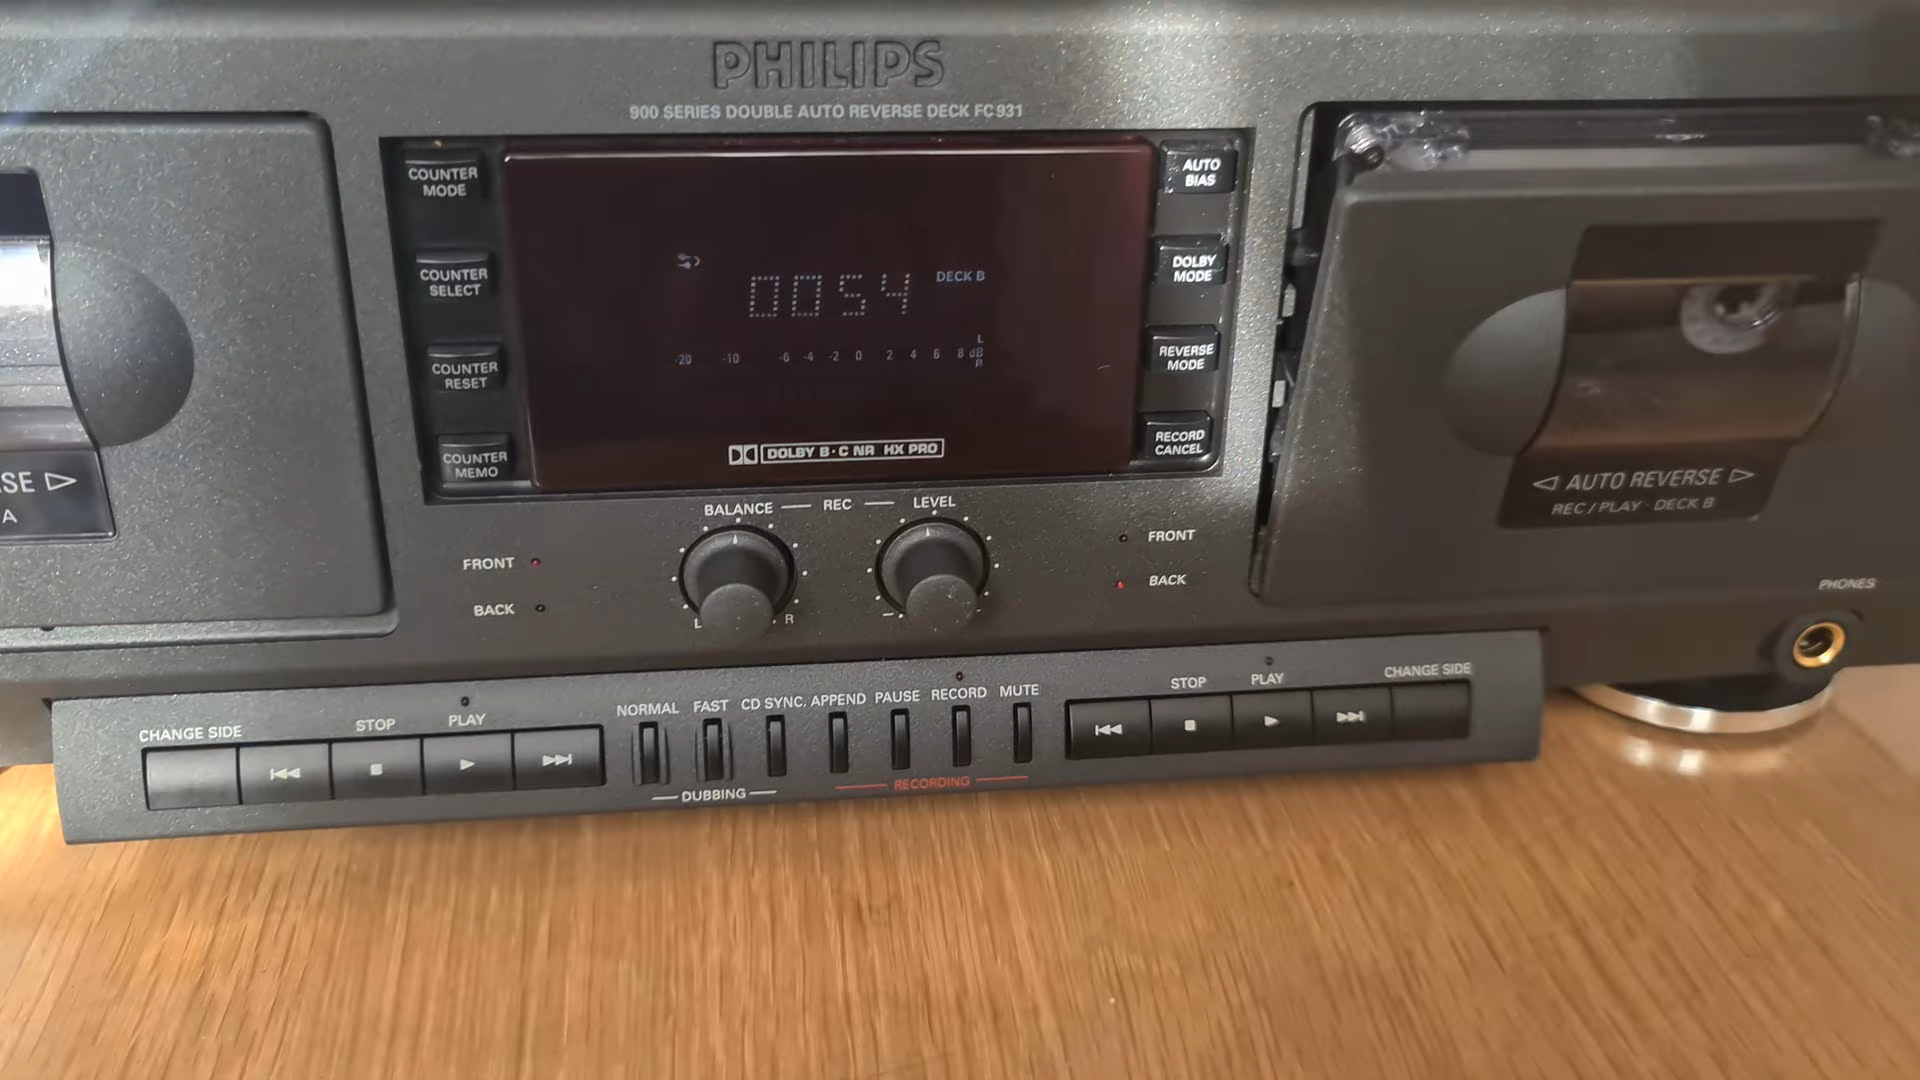 PHILIPS
900 SERIES DOUBLE AUTO REVERSE DECK FC931
COUNTER
MODE
COUNTER
SELECT
COUNTER
RESET
COUNTER
MEMO
0054
DECK B
L
-20 -10 -6 -4 -2 0 2 4 6 8 dB
R
DOLBY B·C NR HX PRO
AUTO
BIAS
DOLBY
MODE
REVERSE
MODE
RECORD
CANCEL
SE
A
AUTO REVERSE
REC/PLAY · DECK B
BALANCE — REC — LEVEL
L R
−
FRONT
BACK
FRONT
BACK
PHONES
CHANGE SIDE STOP PLAY
NORMAL FAST CD SYNC. APPEND PAUSE RECORD MUTE
DUBBING
RECORDING
STOP PLAY CHANGE SIDE